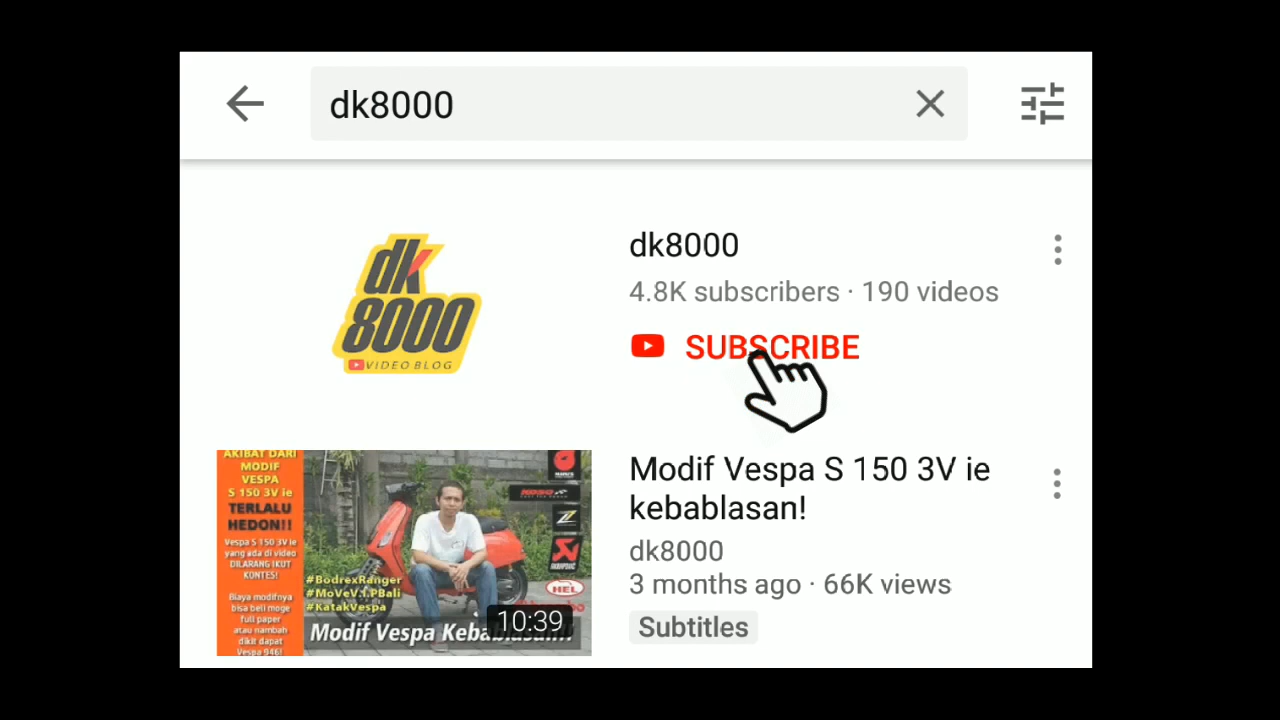 dk8000
dk
8000
VIDEO BLOG
dk8000
4.8K subscribers · 190 videos
SUBSCRIBE
AKIBAT DARI
MODIF
VESPA
S 150 3V ie
TERLALU
HEDON!!
Vespa S 150 3V ie
yang ada di video
DILARANG IKUT
KONTES!
Biaya modifnya
bisa beli moge
full paper
atau nambah
dikit dapat
Vespa 946!
#BodrexRanger
#MoVeV.I.PBali
#KatakVespa
Modif Vespa Kebablasan!!
HEL
10:39
Modif Vespa S 150 3V ie
kebablasan!
dk8000
3 months ago · 66K views
Subtitles